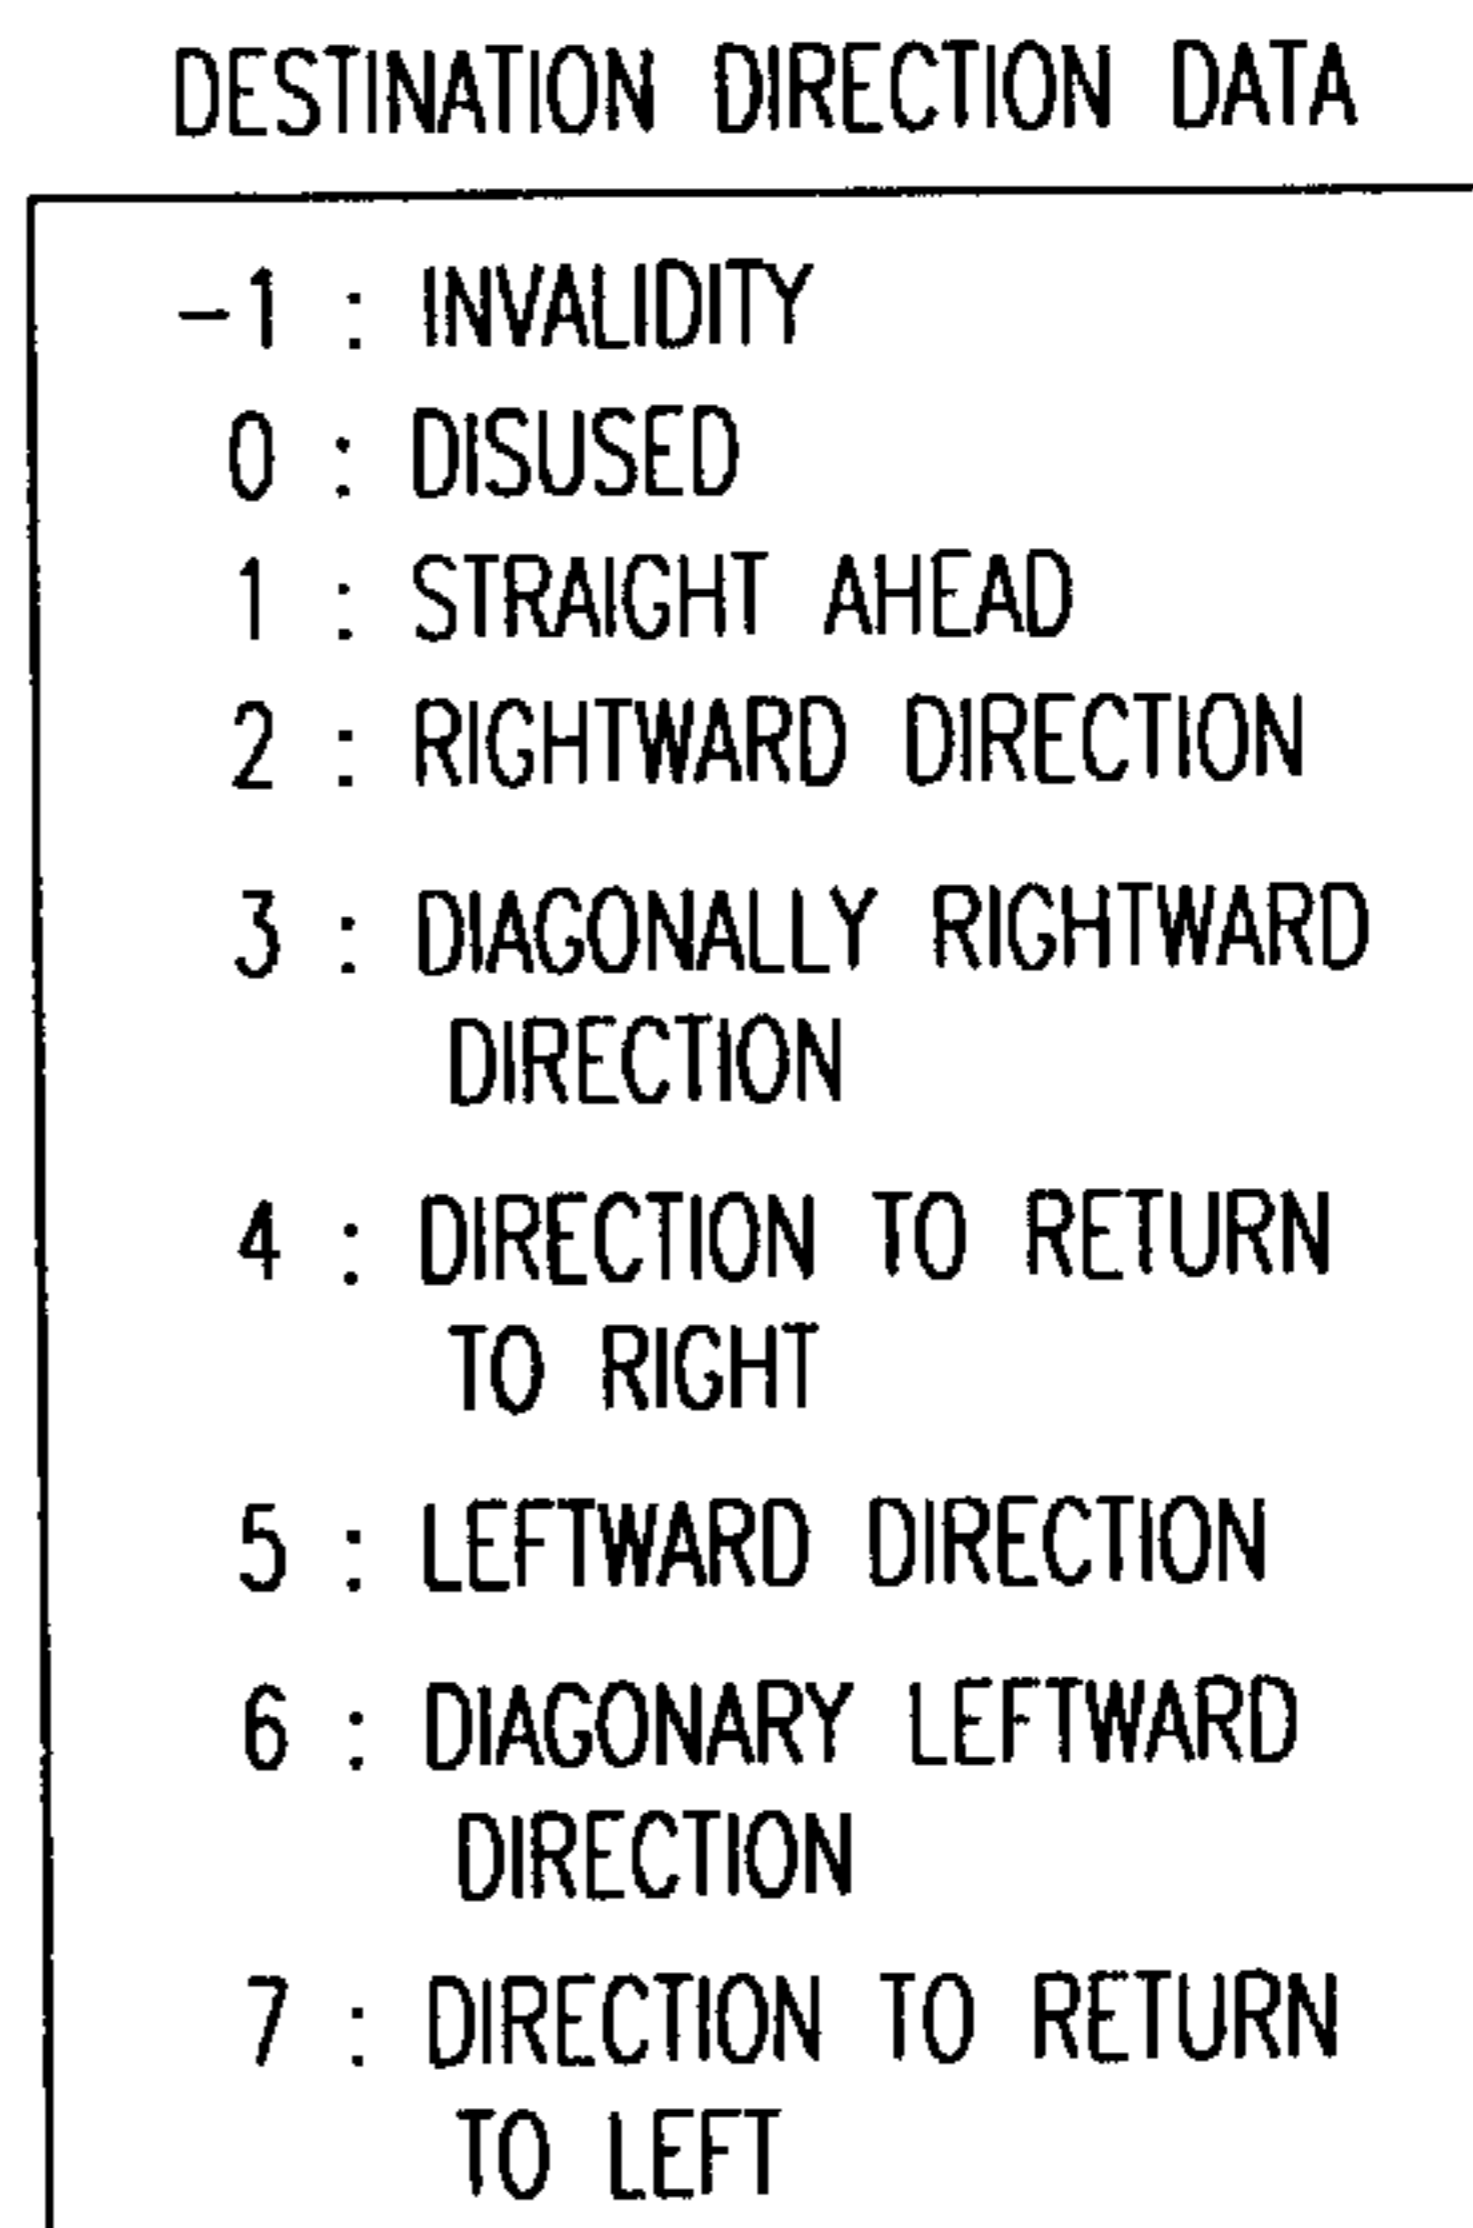 DESTINATION DIRECTION DATA
-1 : INVALIDITY
0 : DISUSED
1 : STRAIGHT AHEAD
2 : RIGHTWARD DIRECTION
3 : DIAGONALLY RIGHTWARD
DIRECTION
4 : DIRECTION TO RETURN
TO RIGHT
5 : LEFTWARD DIRECTION
6 : DIAGONARY LEFTWARD
DIRECTION
7 : DIRECTION TO RETURN
TO LEFT